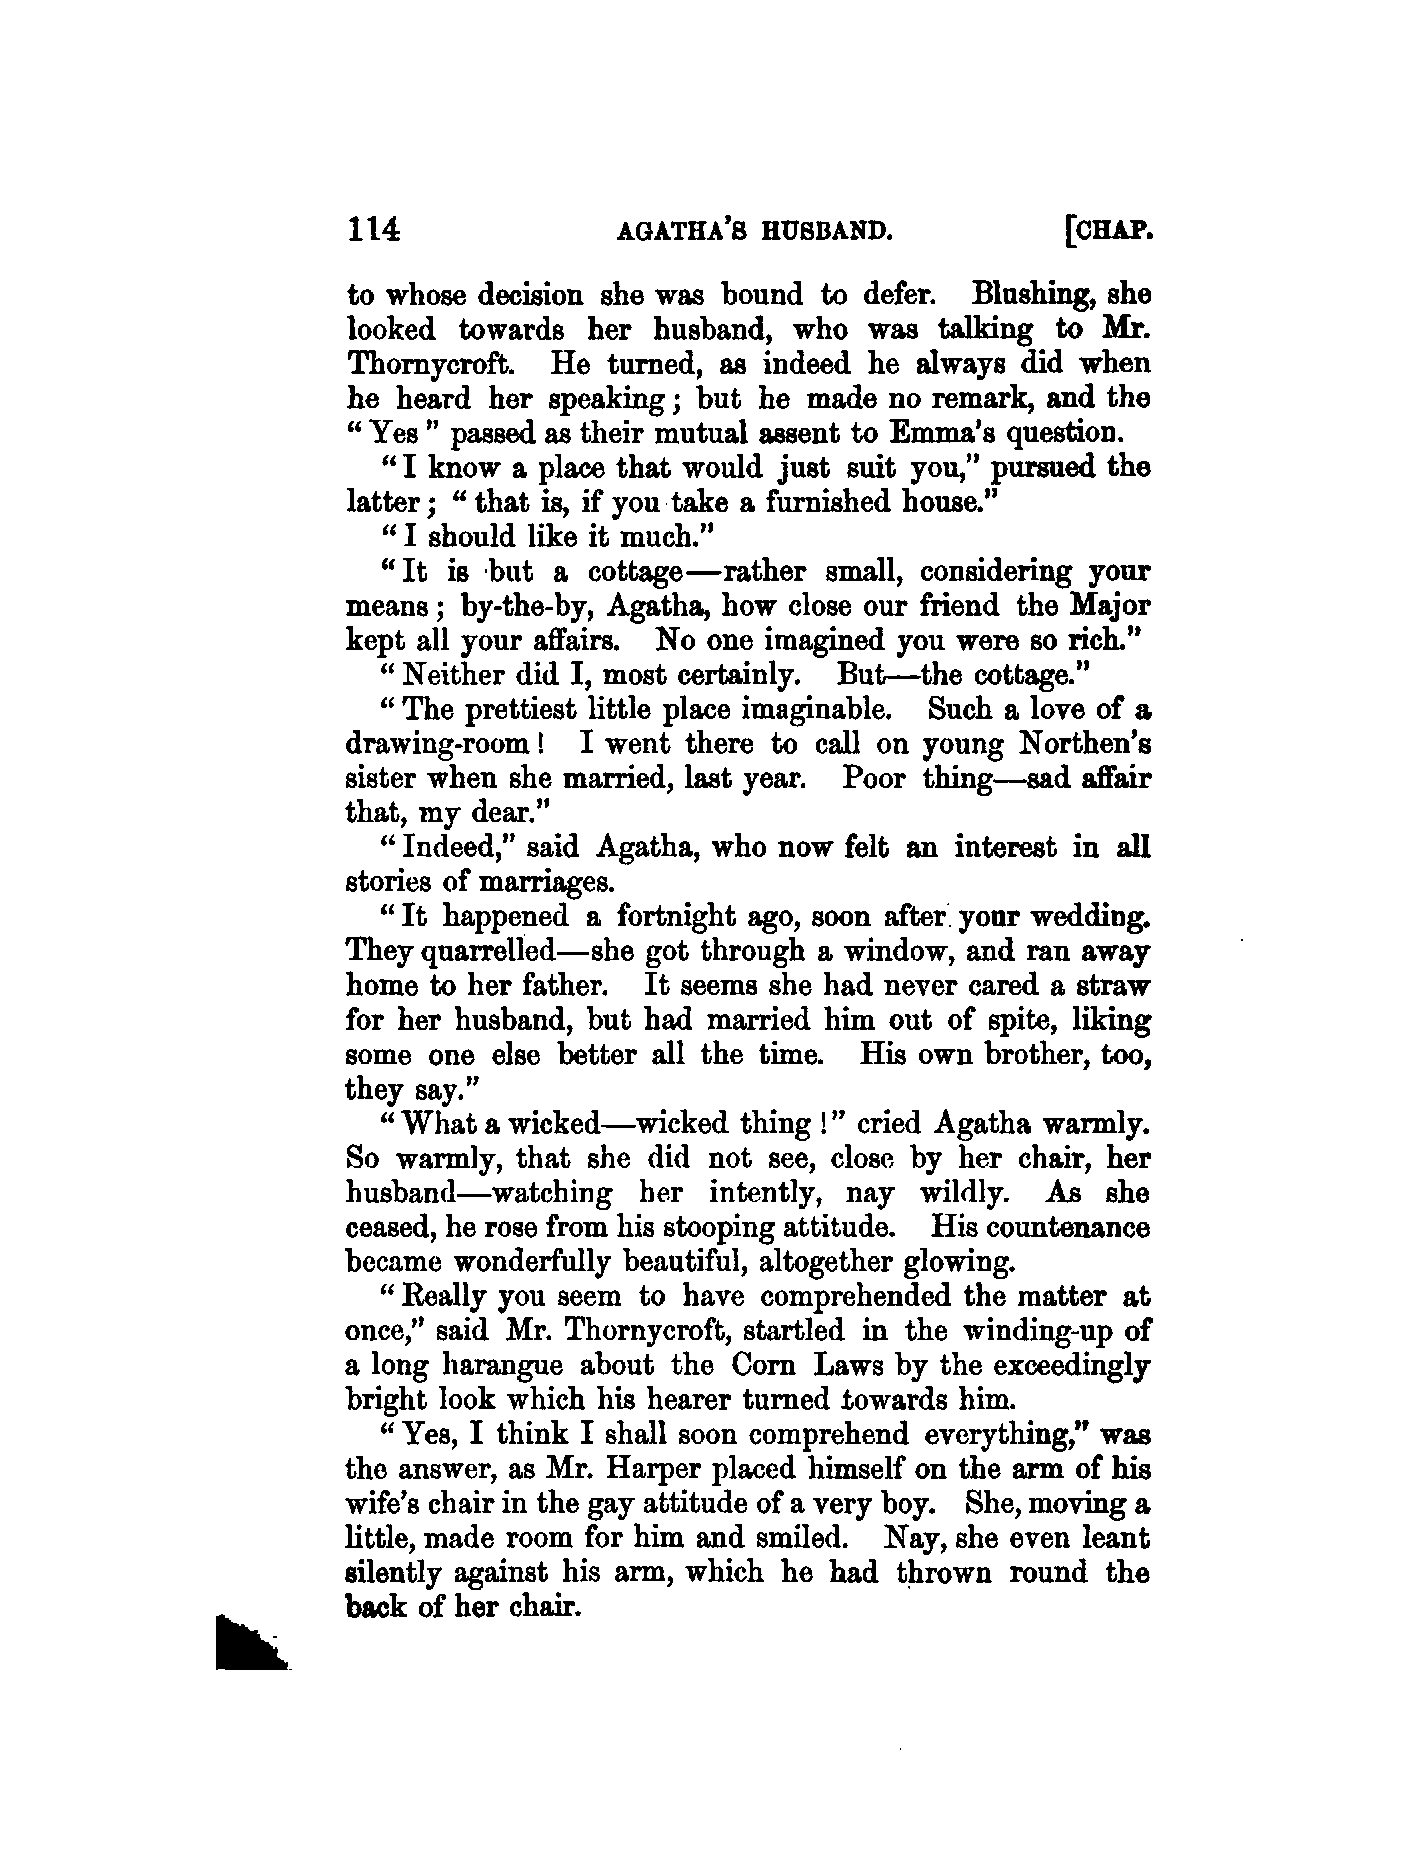 114 AGATHA'S HUSBAND. [CHAP.
to whose decision she was bound to defer. Blushing, she
looked towards her husband, who was talking to Mr.
Thornycroft. He turned, as indeed he always did when
he heard her speaking; but he made no remark, and the
"Yes" passed as their mutual assent to Emma's question.
"I know a place that would just suit you," pursued the
latter; "that is, if you take a furnished house."
"I should like it much."
"It is but a cottage—rather small, considering your
means; by-the-by, Agatha, how close our friend the Major
kept all your affairs. No one imagined you were so rich."
"Neither did I, most certainly. But—the cottage."
"The prettiest little place imaginable. Such a love of a
drawing-room! I went there to call on young Northen's
sister when she married, last year. Poor thing—sad affair
that, my dear."
"Indeed," said Agatha, who now felt an interest in all
stories of marriages.
"It happened a fortnight ago, soon after your wedding.
They quarrelled—she got through a window, and ran away
home to her father. It seems she had never cared a straw
for her husband, but had married him out of spite, liking
some one else better all the time. His own brother, too,
they say."
"What a wicked—wicked thing!" cried Agatha warmly.
So warmly, that she did not see, close by her chair, her
husband—watching her intently, nay wildly. As she
ceased, he rose from his stooping attitude. His countenance
became wonderfully beautiful, altogether glowing.
"Really you seem to have comprehended the matter at
once," said Mr. Thornycroft, startled in the winding-up of
a long harangue about the Corn Laws by the exceedingly
bright look which his hearer turned towards him.
"Yes, I think I shall soon comprehend everything," was
the answer, as Mr. Harper placed himself on the arm of his
wife's chair in the gay attitude of a very boy. She, moving a
little, made room for him and smiled. Nay, she even leant
silently against his arm, which he had thrown round the
back of her chair.